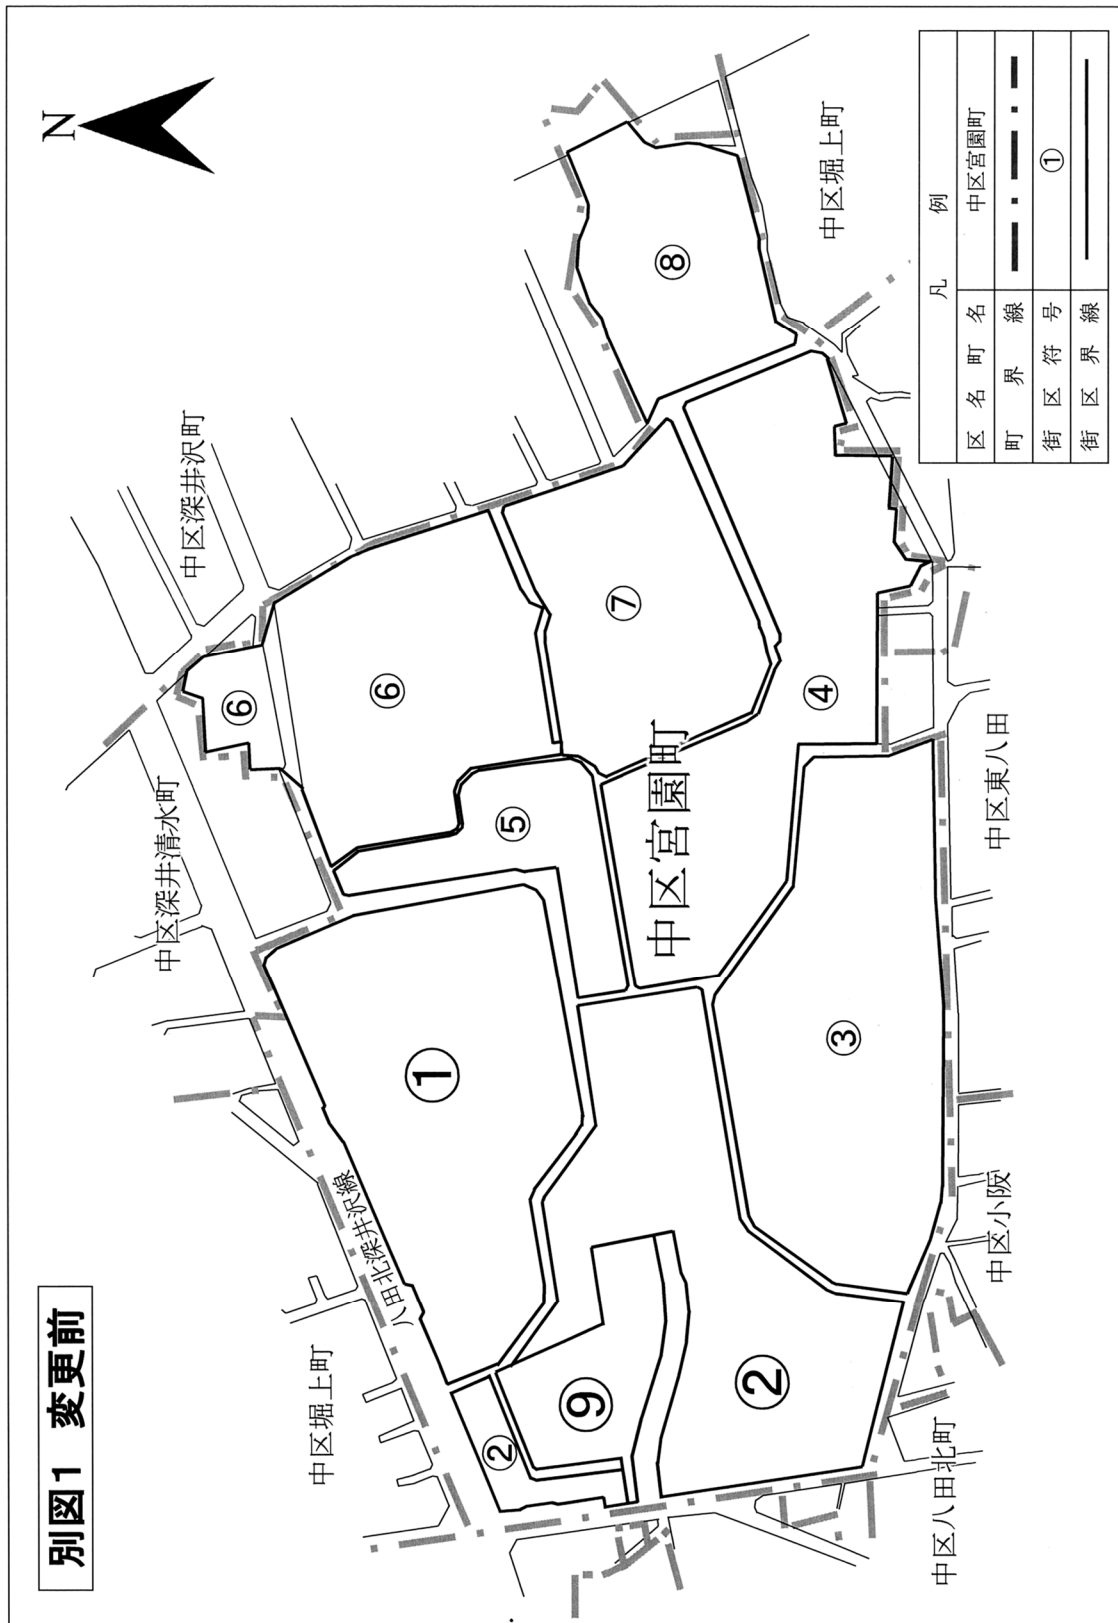 別図1 変更前
N
中区深井沢町
中区深井清水町
中区堀上町
八田北深井沢線
中区堀上町
⑥
⑥
⑧
⑤
⑦
①
中区宮園町
④
②
⑨
③
②
中区東八田
中区小阪
中区八田北町
凡 例
区名町名 中区宮園町
町界線
街区符号 ①
街区界線